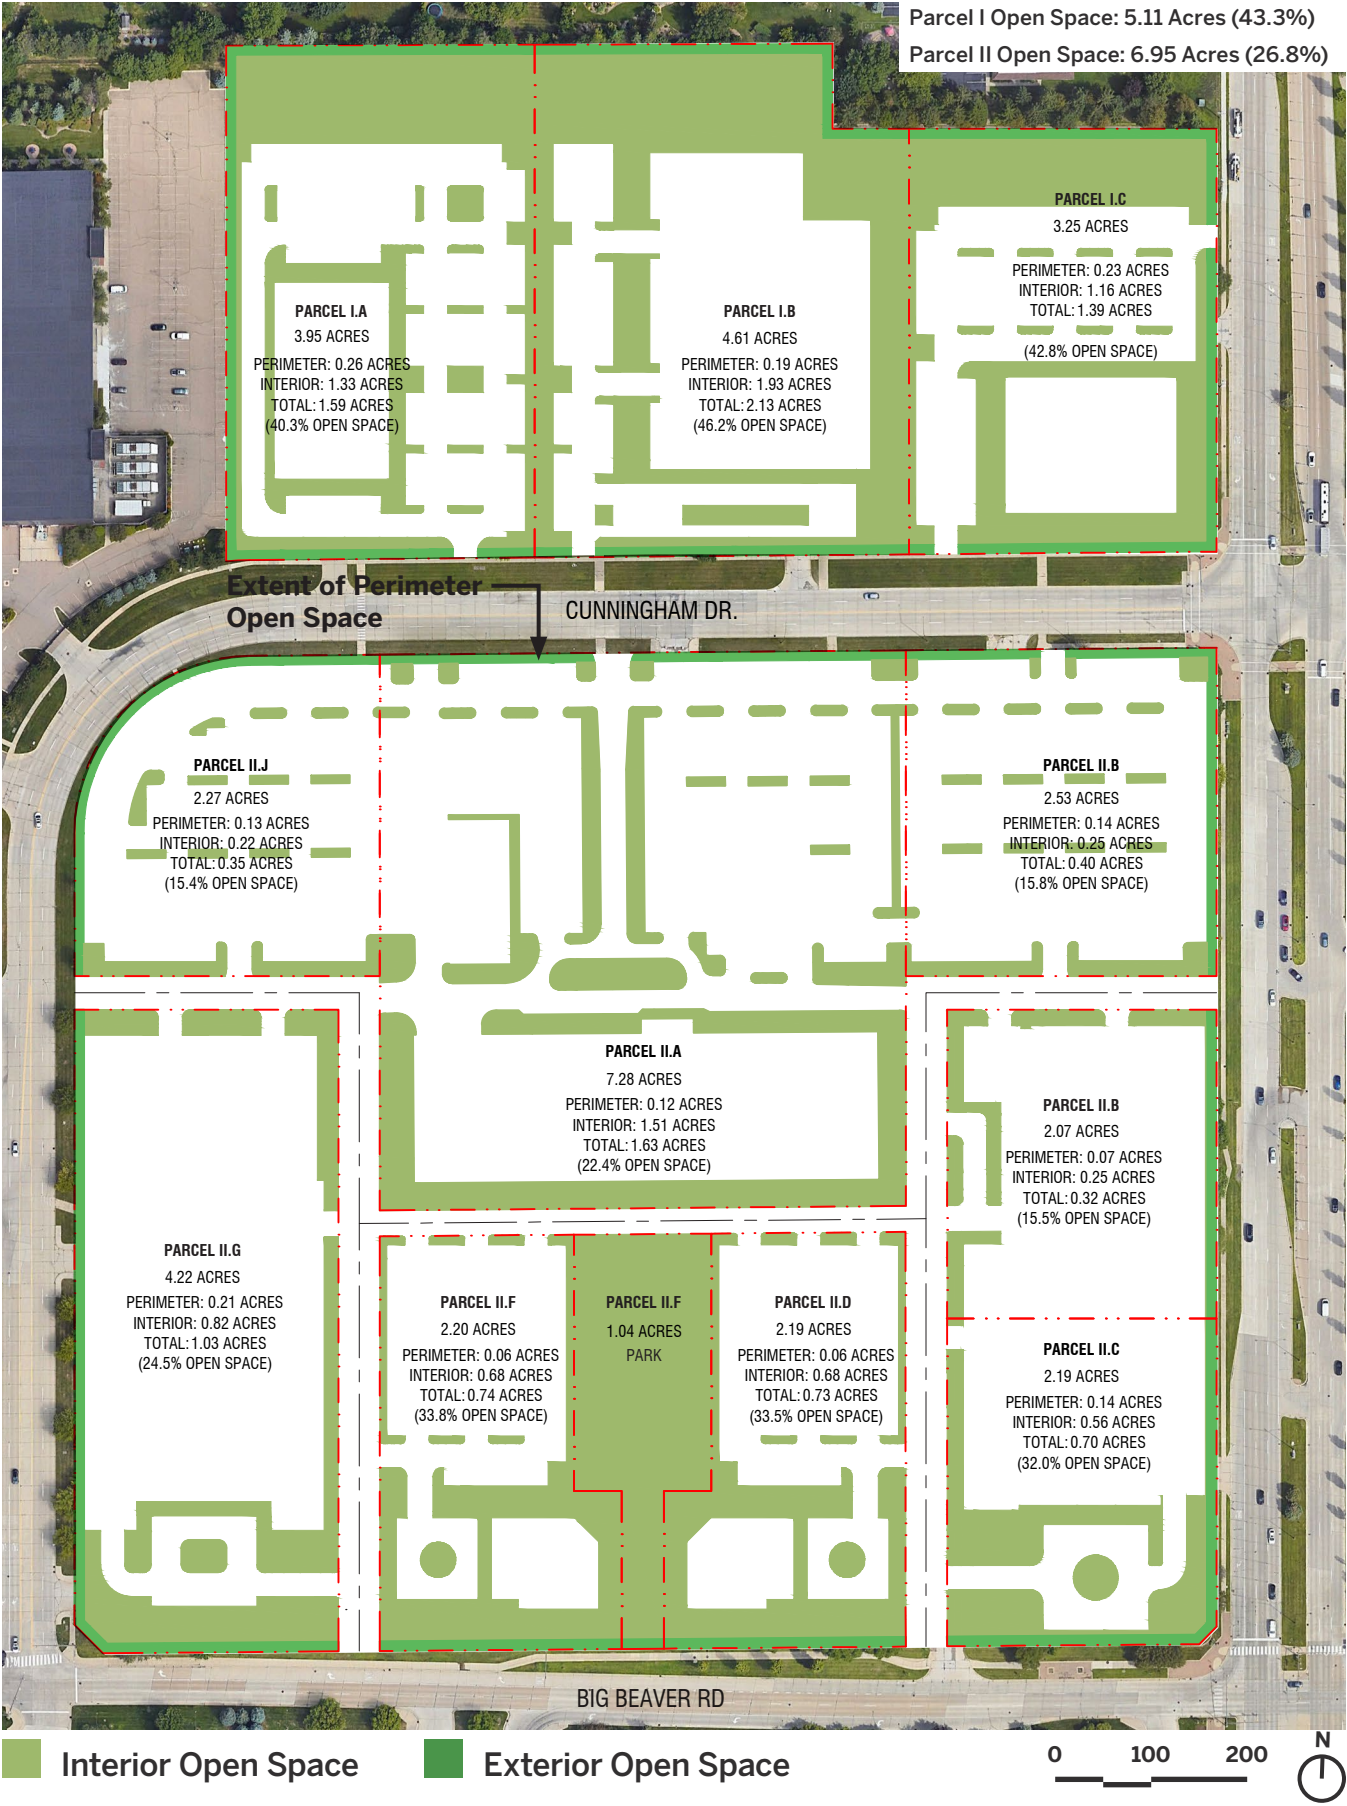 Parcel I Open Space: 5.11 Acres (43.3%)
Parcel II Open Space: 6.95 Acres (26.8%)
PARCEL I.C
3.25 ACRES
PERIMETER: 0.23 ACRES
INTERIOR: 1.16 ACRES
TOTAL: 1.39 ACRES
(42.8% OPEN SPACE)
PARCEL I.A
3.95 ACRES
PERIMETER: 0.26 ACRES
INTERIOR: 1.33 ACRES
TOTAL: 1.59 ACRES
(40.3% OPEN SPACE)
PARCEL I.B
4.61 ACRES
PERIMETER: 0.19 ACRES
INTERIOR: 1.93 ACRES
TOTAL: 2.13 ACRES
(46.2% OPEN SPACE)
Extent of Perimeter
Open Space
CUNNINGHAM DR.
PARCEL II.J
2.27 ACRES
PERIMETER: 0.13 ACRES
INTERIOR: 0.22 ACRES
TOTAL: 0.35 ACRES
(15.4% OPEN SPACE)
PARCEL II.B
2.53 ACRES
PERIMETER: 0.14 ACRES
INTERIOR: 0.25 ACRES
TOTAL: 0.40 ACRES
(15.8% OPEN SPACE)
PARCEL II.A
7.28 ACRES
PERIMETER: 0.12 ACRES
INTERIOR: 1.51 ACRES
TOTAL: 1.63 ACRES
(22.4% OPEN SPACE)
PARCEL II.B
2.07 ACRES
PERIMETER: 0.07 ACRES
INTERIOR: 0.25 ACRES
TOTAL: 0.32 ACRES
(15.5% OPEN SPACE)
PARCEL II.G
4.22 ACRES
PERIMETER: 0.21 ACRES
INTERIOR: 0.82 ACRES
TOTAL: 1.03 ACRES
(24.5% OPEN SPACE)
PARCEL II.F
2.20 ACRES
PERIMETER: 0.06 ACRES
INTERIOR: 0.68 ACRES
TOTAL: 0.74 ACRES
(33.8% OPEN SPACE)
PARCEL II.F
1.04 ACRES
PARK
PARCEL II.D
2.19 ACRES
PERIMETER: 0.06 ACRES
INTERIOR: 0.68 ACRES
TOTAL: 0.73 ACRES
(33.5% OPEN SPACE)
PARCEL II.C
2.19 ACRES
PERIMETER: 0.14 ACRES
INTERIOR: 0.56 ACRES
TOTAL: 0.70 ACRES
(32.0% OPEN SPACE)
BIG BEAVER RD
Interior Open Space
Exterior Open Space
0 100 200
N